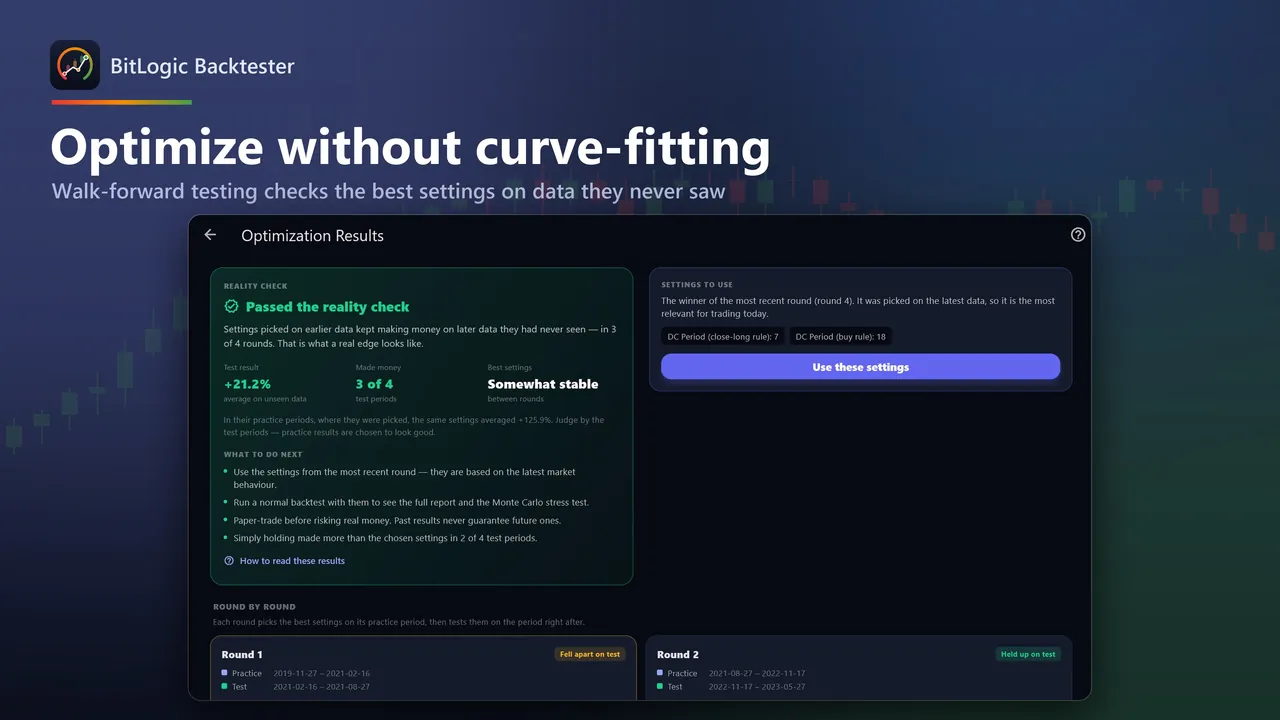 BitLogic Backtester
Optimize without curve-fitting
Walk-forward testing checks the best settings on data they never saw
Optimization Results
REALITY CHECK
Passed the reality check
Settings picked on earlier data kept making money on later data they had never seen — in 3
of 4 rounds. That is what a real edge looks like.
Test result
+21.2%
average on unseen data
Made money
3 of 4
test periods
Best settings
Somewhat stable
between rounds
In their practice periods, where they were picked, the same settings averaged +125.9%. Judge by the
test periods — practice results are chosen to look good.
WHAT TO DO NEXT
• Use the settings from the most recent round — they are based on the latest market
behaviour.
• Run a normal backtest with them to see the full report and the Monte Carlo stress test.
• Paper-trade before risking real money. Past results never guarantee future ones.
• Simply holding made more than the chosen settings in 2 of 4 test periods.
How to read these results
SETTINGS TO USE
The winner of the most recent round (round 4). It was picked on the latest data, so it is the most
relevant for trading today.
DC Period (close-long rule): 7
DC Period (buy rule): 18
Use these settings
ROUND BY ROUND
Each round picks the best settings on its practice period, then tests them on the period right after.
Round 1
Fell apart on test
Practice 2019-11-27 – 2021-02-16
Test 2021-02-16 – 2021-08-27
Round 2
Held up on test
Practice 2021-08-27 – 2022-11-17
Test 2022-11-17 – 2023-05-27